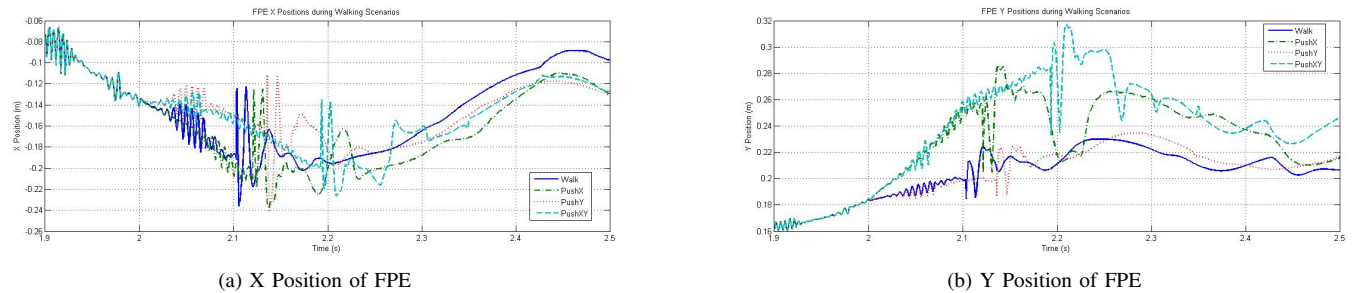 FPE X Positions during Walking Scenarios
-0.06
-0.08
-0.1
-0.12
-0.14
-0.16
-0.18
-0.2
-0.22
-0.24
-0.26
X Position (m)
1.9
2
2.1
2.2
2.3
2.4
2.5
Time (s)
Walk
PushX
PushY
PushXY
(a) X Position of FPE
FPE Y Positions during Walking Scenarios
0.32
0.3
0.28
0.26
0.24
0.22
0.2
0.18
0.16
Y Position (m)
1.9
2
2.1
2.2
2.3
2.4
2.5
Time (s)
Walk
PushX
PushY
PushXY
(b) Y Position of FPE